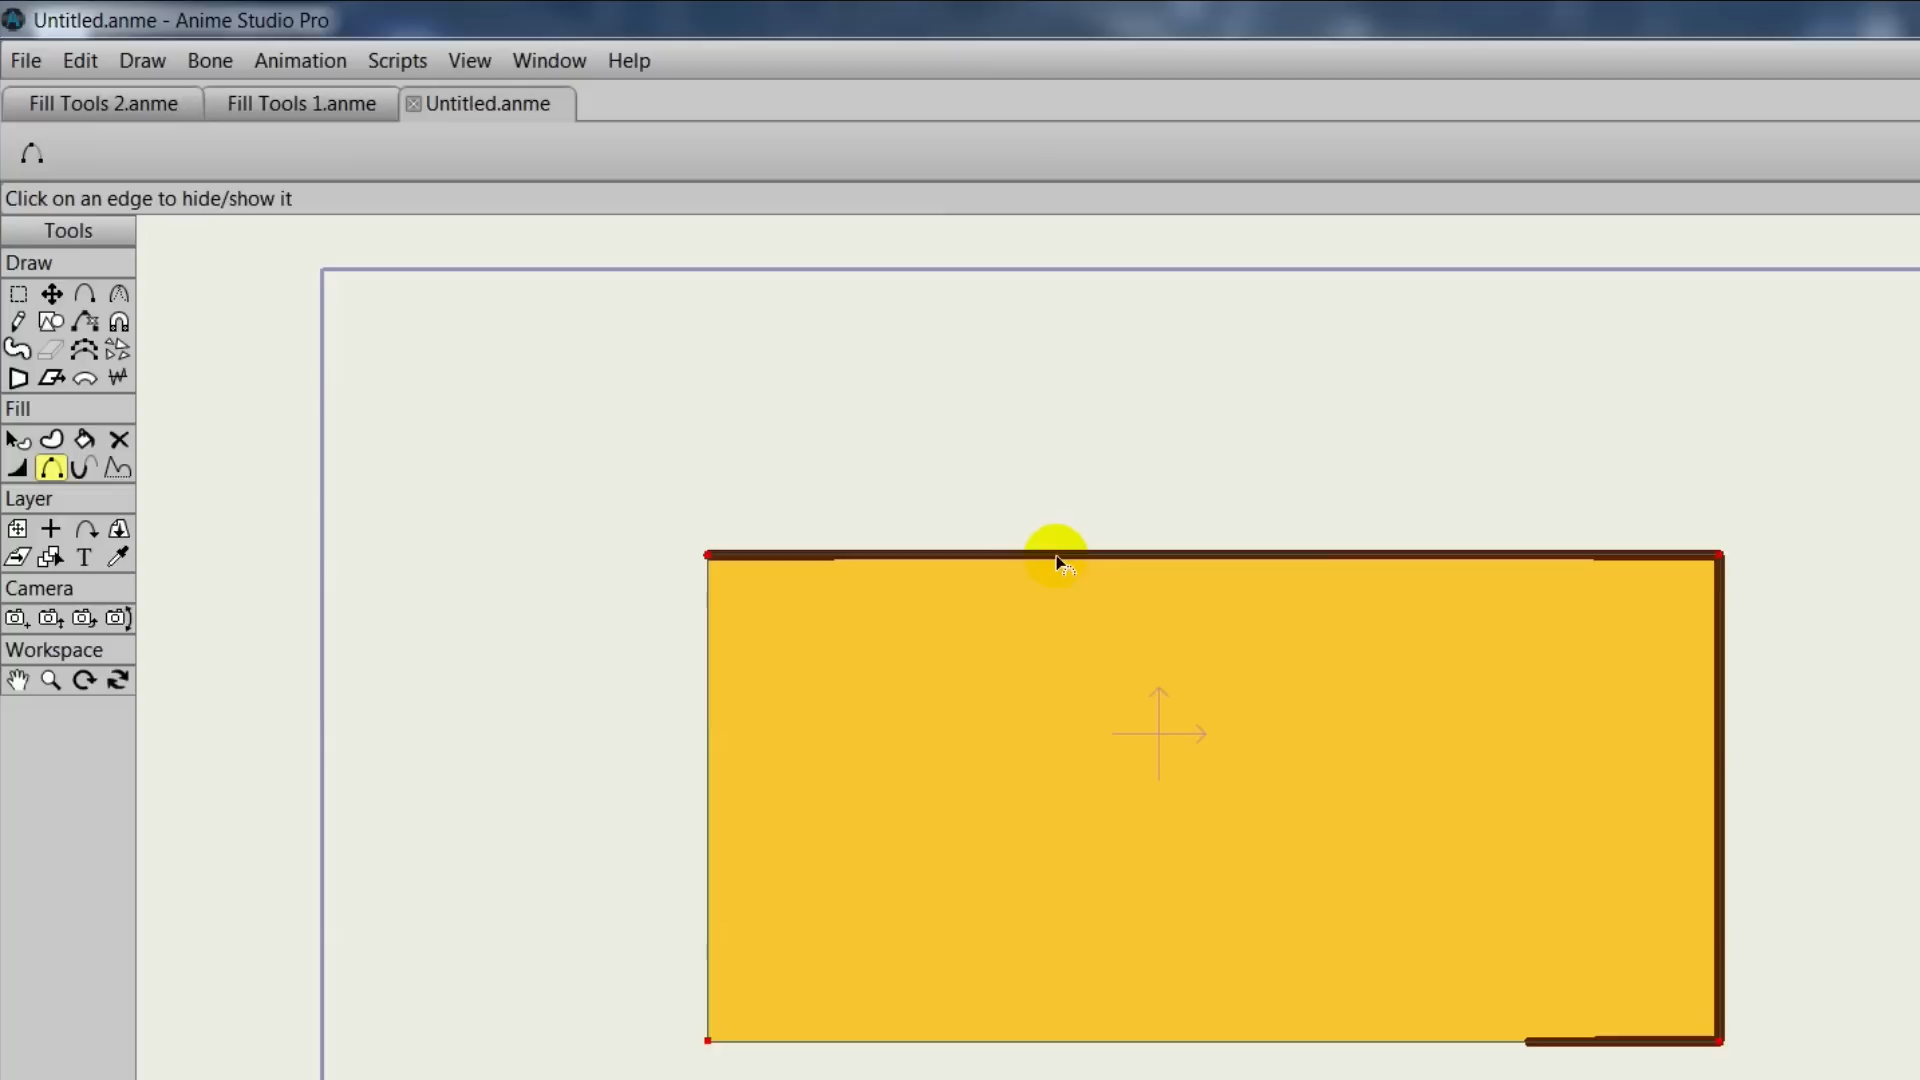 Untitled.anme - Anime Studio Pro
File Edit Draw Bone Animation Scripts View Window Help
Fill Tools 2.anme Fill Tools 1.anme Untitled.anme
Click on an edge to hide/show it
Tools
Draw
Fill
Layer
T
Camera
Workspace